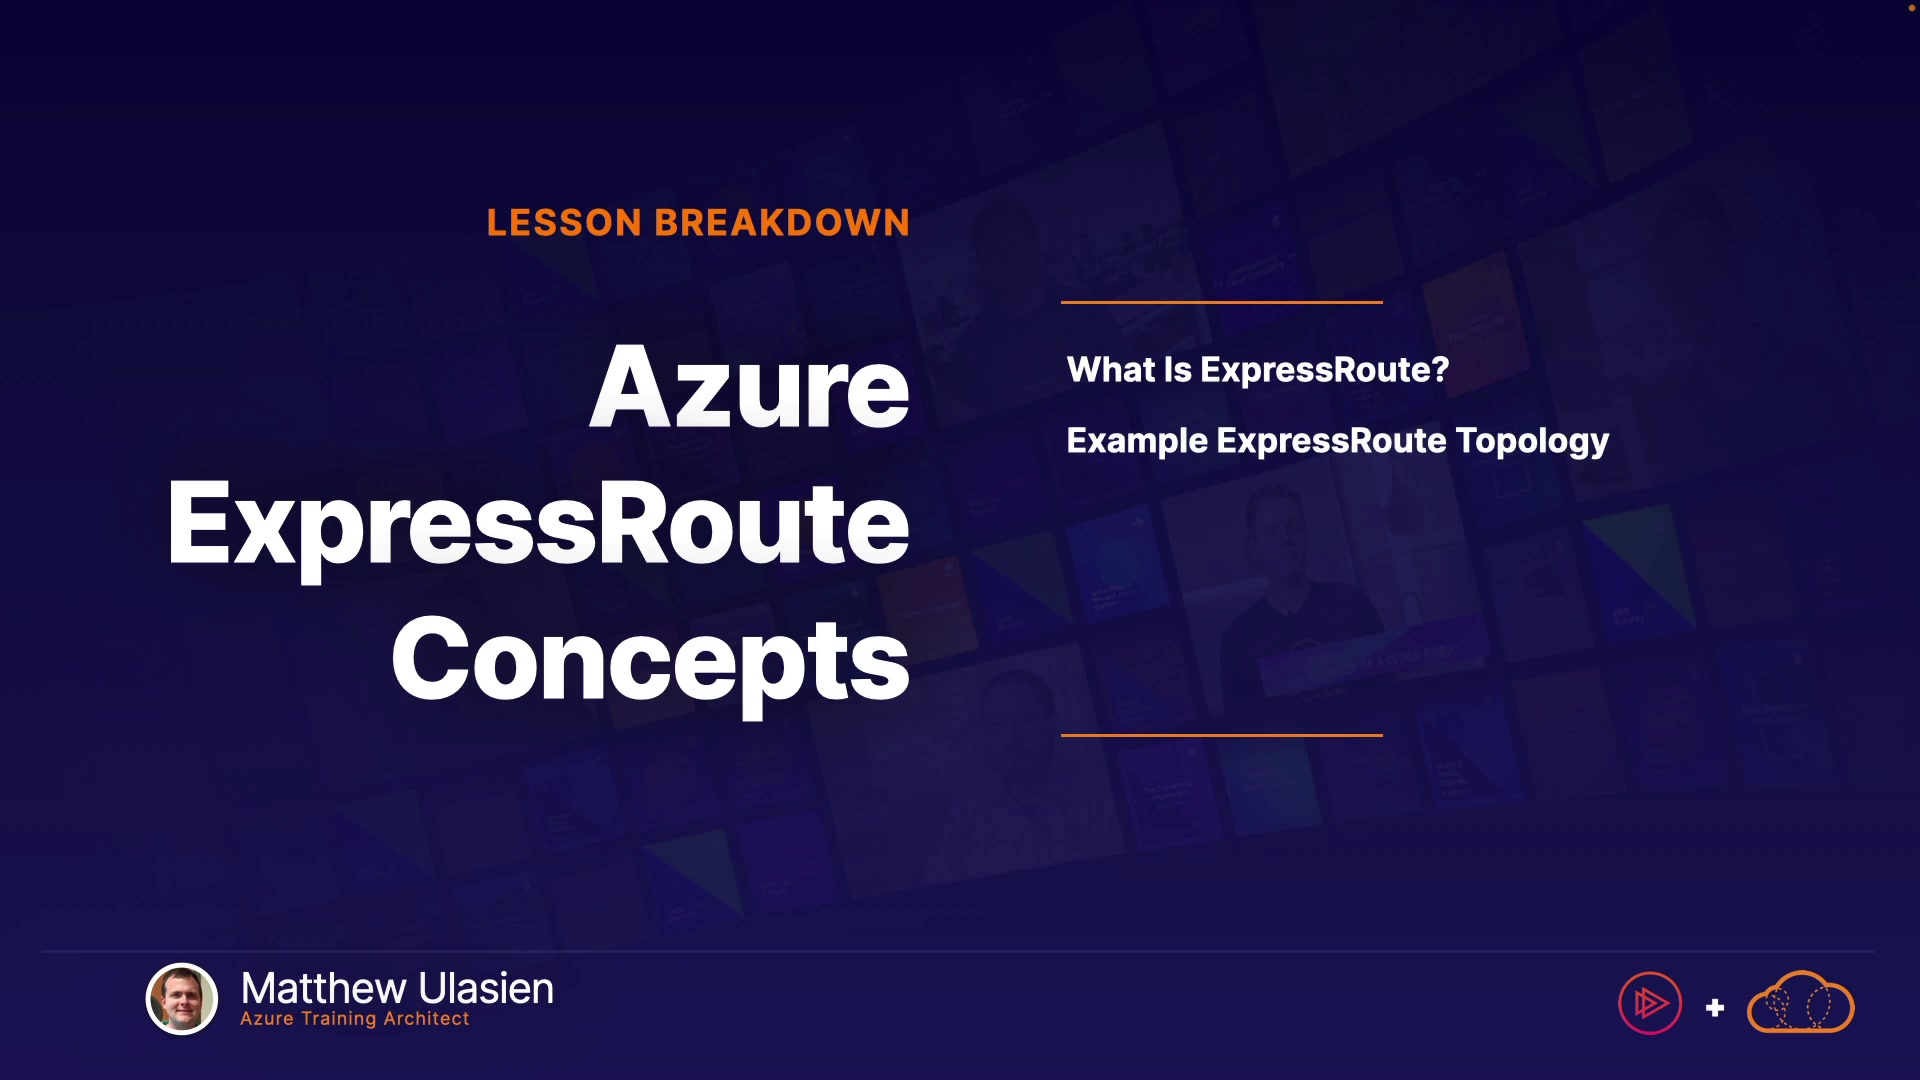 LESSON BREAKDOWN
Azure
ExpressRoute
Concepts
What Is ExpressRoute?
Example ExpressRoute Topology
Matthew Ulasien
Azure Training Architect